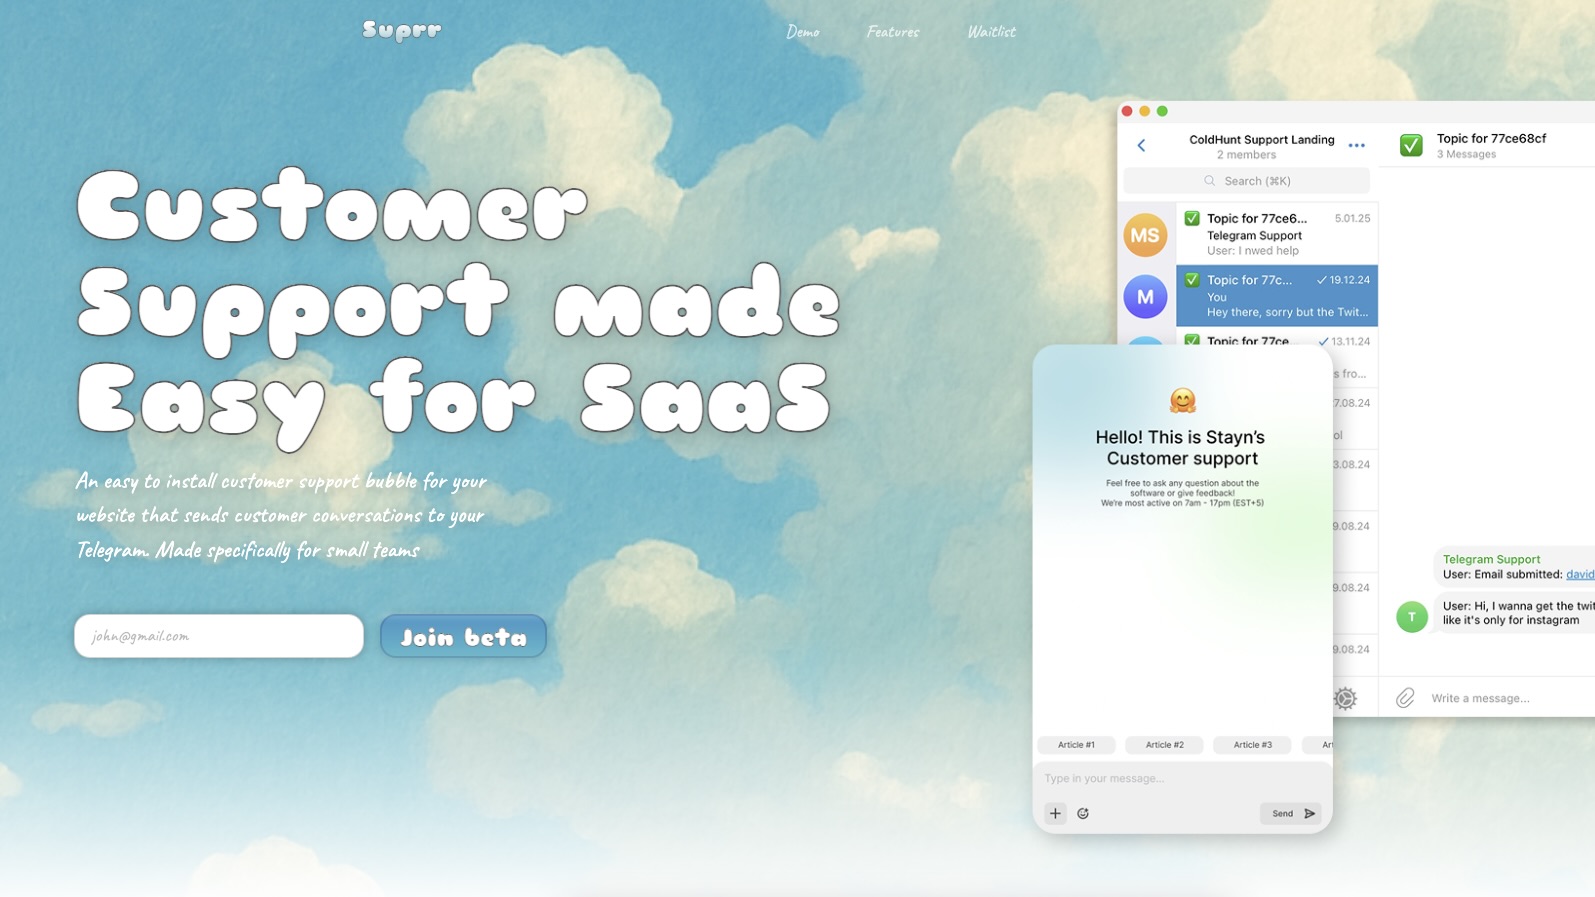 Suprr
Demo Features Waitlist
Customer
Support made
Easy for SaaS
An easy to install customer support bubble for your
website that sends customer conversations to your
Telegram. Made specifically for small teams
john@gmail.com
Join beta
ColdHunt Support Landing
2 members
Search (⌘K)
MS
Topic for 77ce6... 5.01.25
Telegram Support
User: I nwed help
M
Topic for 77c... 19.12.24
You
Hey there, sorry but the Twit...
Topic for 77ce 13.11.24
s fro...
7.08.24
ol
3.08.24
9.08.24
9.08.24
9.08.24
Topic for 77ce68cf
3 Messages
Telegram Support
User: Email submitted: david
T
User: Hi, I wanna get the twit
like it's only for instagram
Write a message...
Hello! This is Stayn's
Customer support
Feel free to ask any question about the
software or give feedback!
We're most active on 7am - 17pm (EST+5)
Article #1 Article #2 Article #3 Art
Type in your message...
Send